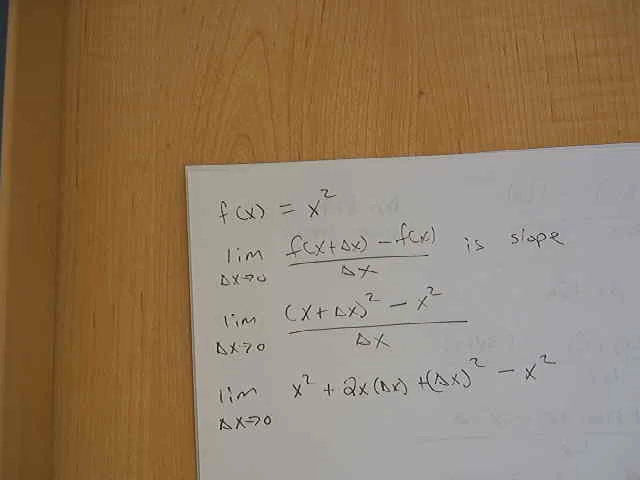 f(x) = x²
lim Δx→0 f(x+Δx) - f(x) / Δx is slope
lim Δx→0 (x+Δx)² - x² / Δx
lim Δx→0 x² + 2x(Δx) + (Δx)² - x²